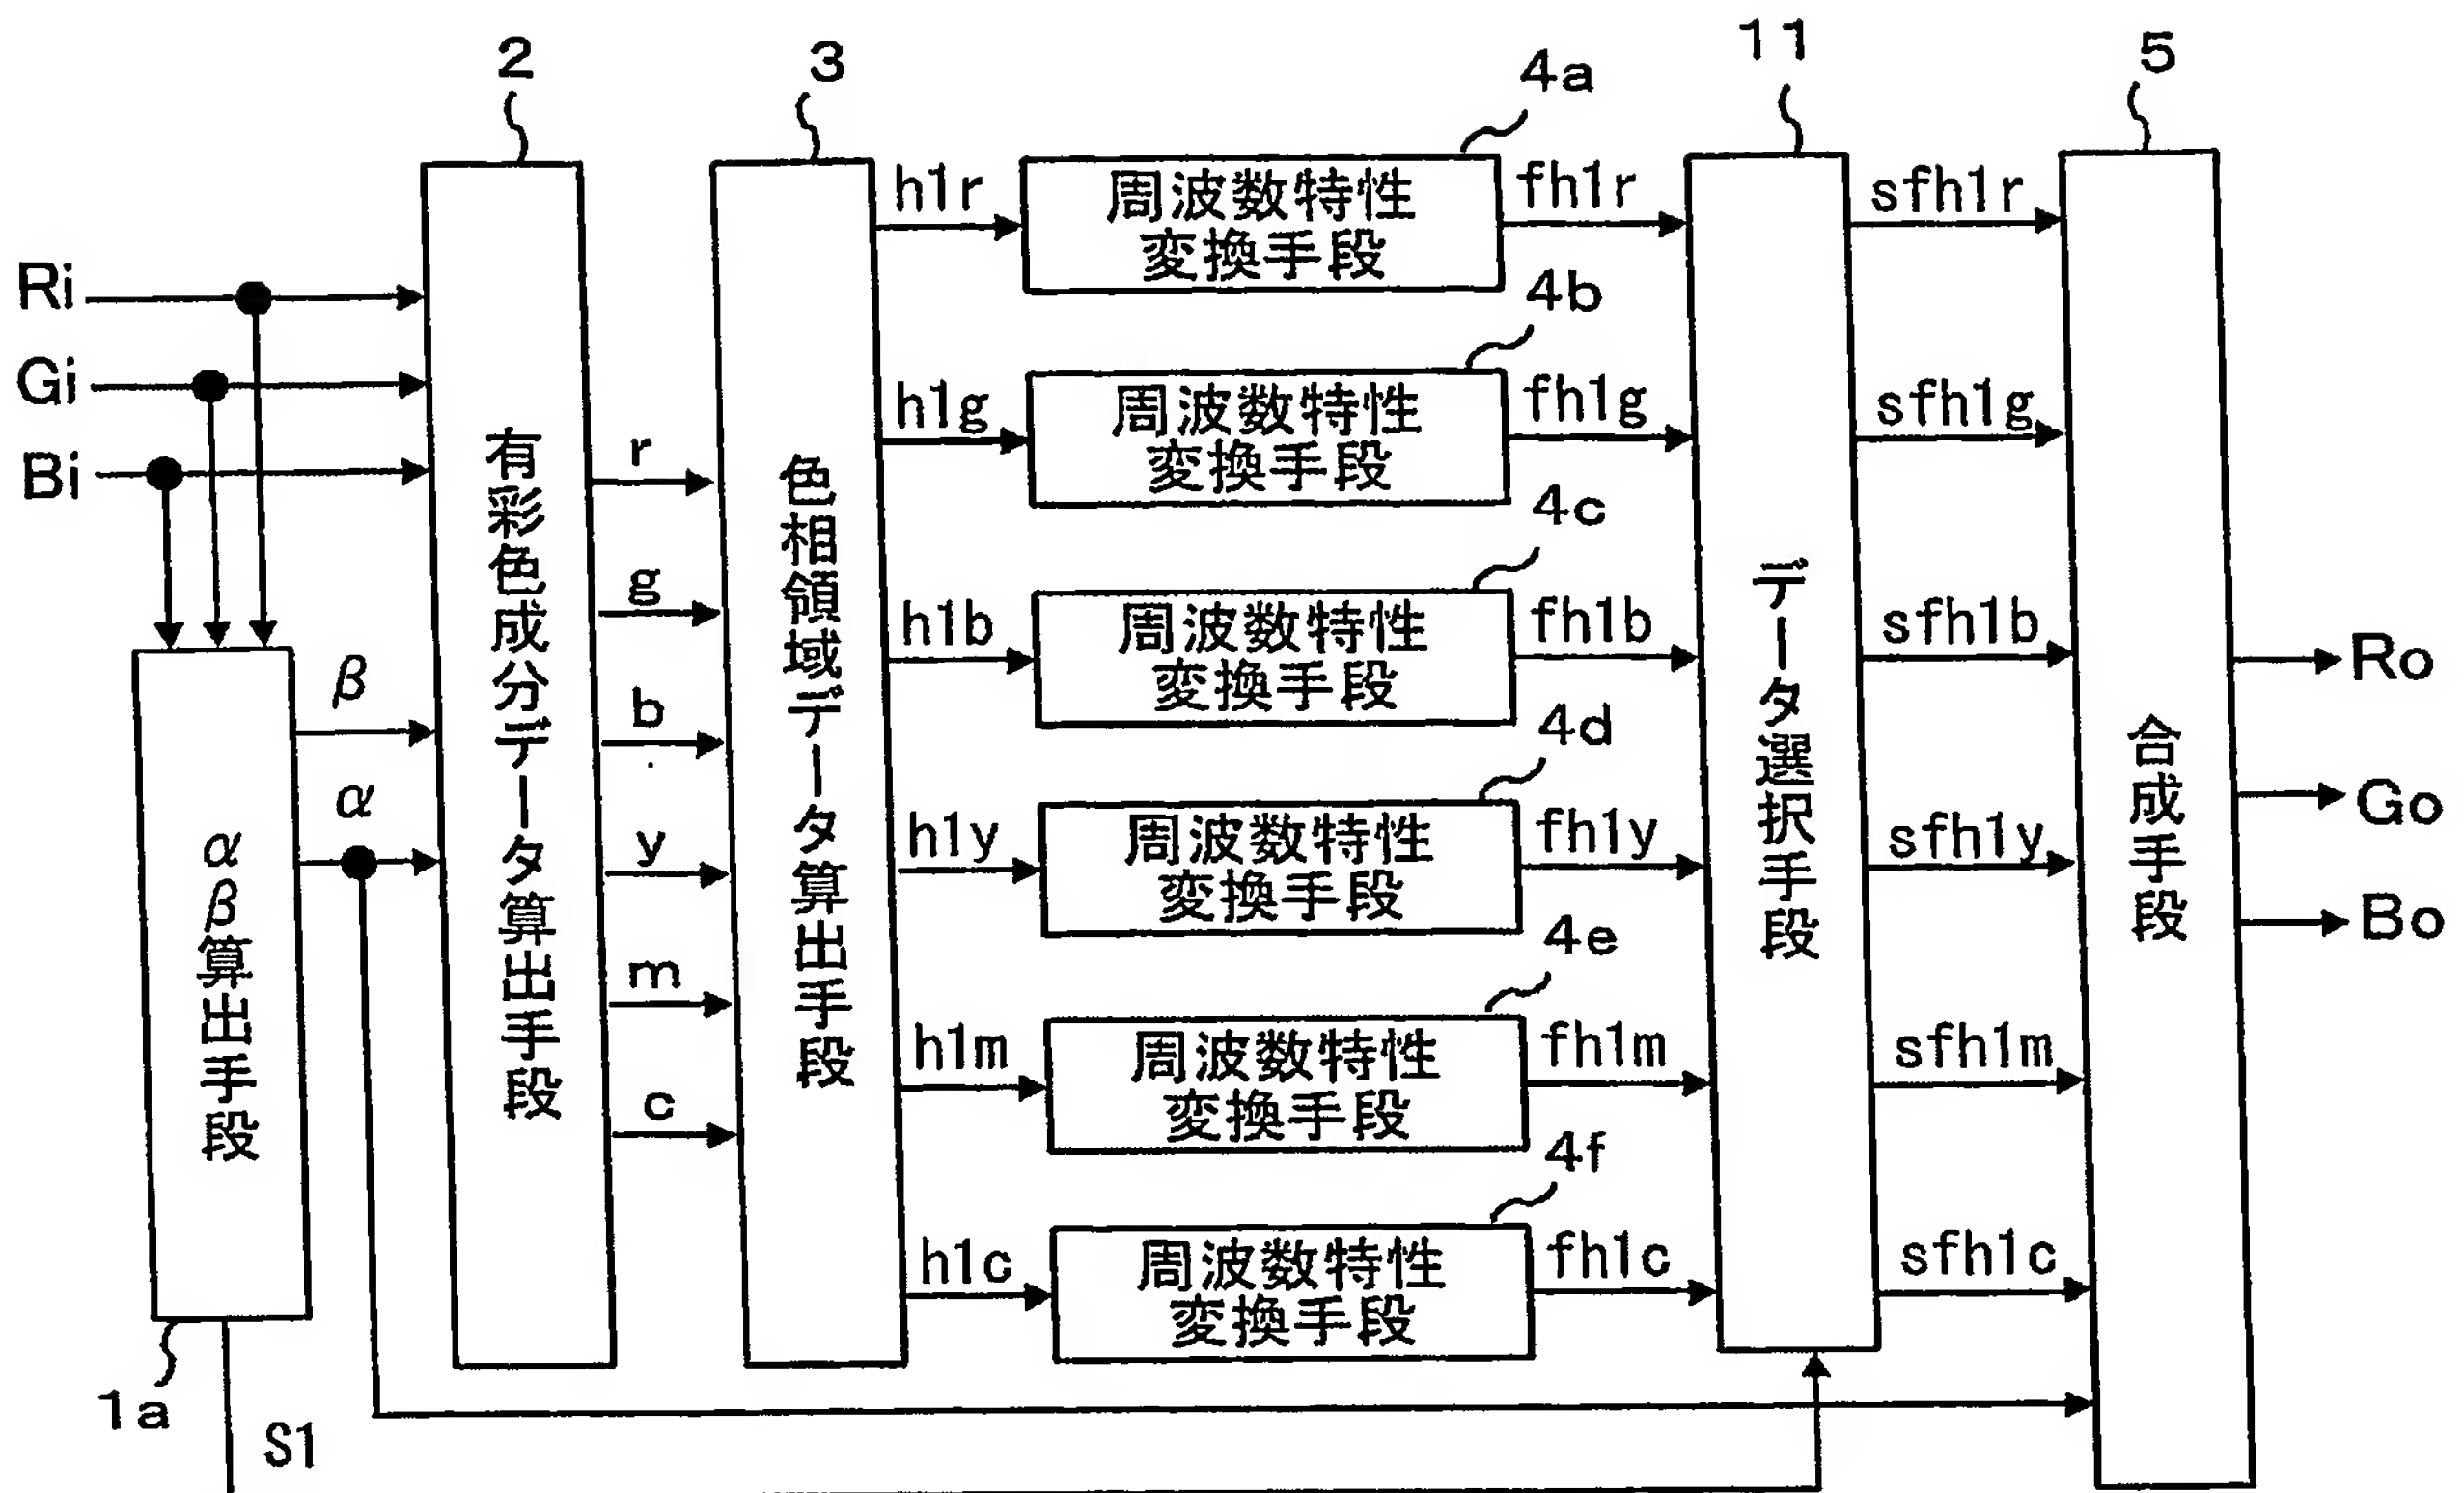 2
3
4a
11
5
Ri
Gi
Bi
αβ算出手段
1a
β
α
S1
有彩色成分データ算出手段
r
g
b
y
m
c
色相領域データ算出手段
h1r
周波数特性
変換手段
fh1r
sfh1r
4b
h1g
周波数特性
変換手段
fh1g
sfh1g
4c
h1b
周波数特性
変換手段
fh1b
sfh1b
4d
h1y
周波数特性
変換手段
fh1y
sfh1y
4e
h1m
周波数特性
変換手段
fh1m
sfh1m
4f
h1c
周波数特性
変換手段
fh1c
sfh1c
データ選択手段
合成手段
Ro
Go
Bo